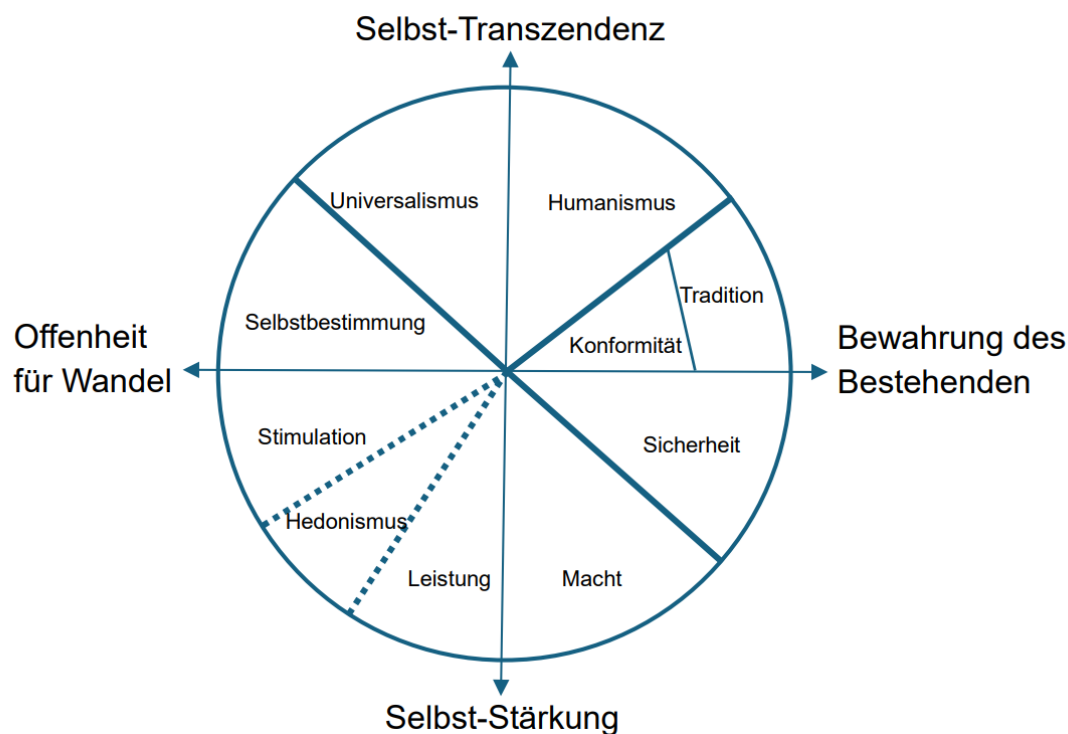 Selbst-Transzendenz
Universalismus
Humanismus
Tradition
Selbstbestimmung
Konformität
Offenheit
für Wandel
Bewahrung des
Bestehenden
Stimulation
Sicherheit
Hedonismus
Leistung
Macht
Selbst-Stärkung